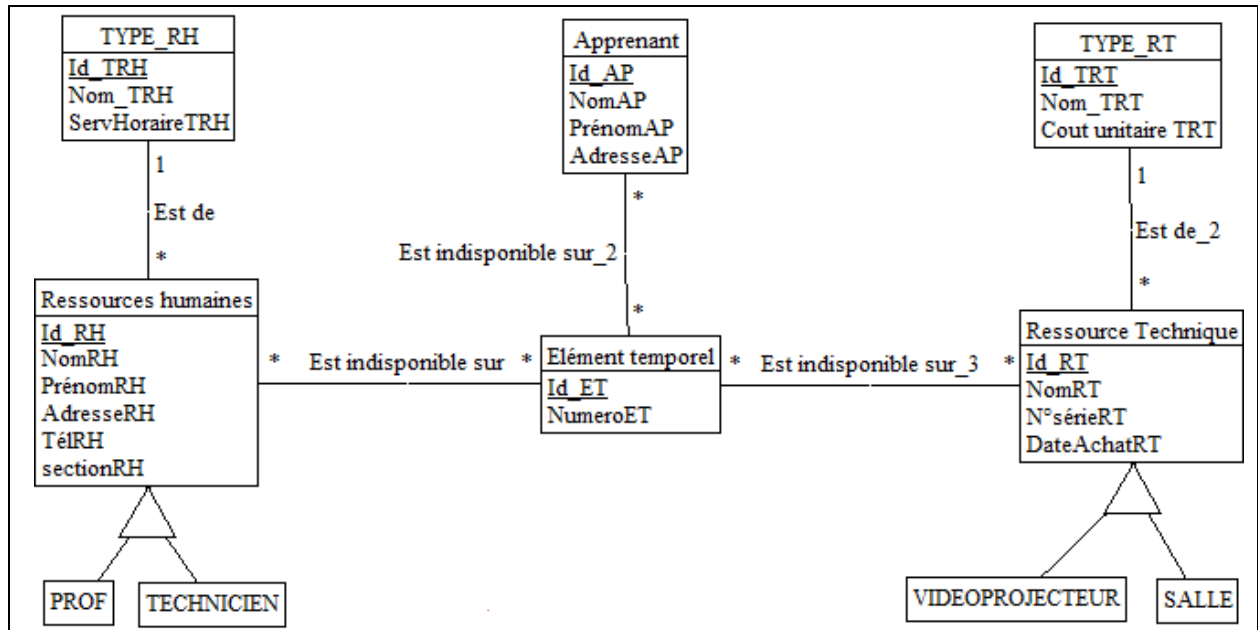 TYPE_RH
Id_TRH
Nom_TRH
ServHoraireTRH
1
Est de
*
Ressources humaines
Id_RH
NomRH
PrénomRH
AdresseRH
TélRH
sectionRH
PROF
TECHNICIEN
* Est indisponible sur *
Apprenant
Id_AP
NomAP
PrénomAP
AdresseAP
*
Est indisponible sur_2
*
Elément temporel
Id_ET
NumeroET
* Est indisponible sur_3 *
TYPE_RT
Id_TRT
Nom_TRT
Cout unitaire TRT
1
Est de_2
*
Ressource Technique
Id_RT
NomRT
N°sérieRT
DateAchatRT
VIDEOPROJECTEUR
SALLE